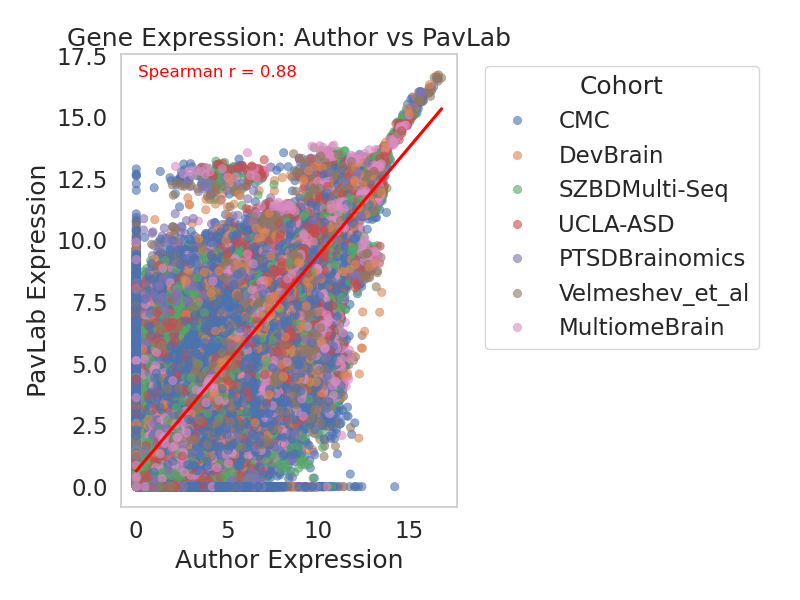 Gene Expression: Author vs PavLab
Spearman r = 0.88
17.5
15.0
12.5
10.0
7.5
5.0
2.5
0.0
PavLab Expression
0
5
10
15
Author Expression
Cohort
CMC
DevBrain
SZBDMulti-Seq
UCLA-ASD
PTSDBrainomics
Velmeshev_et_al
MultiomeBrain